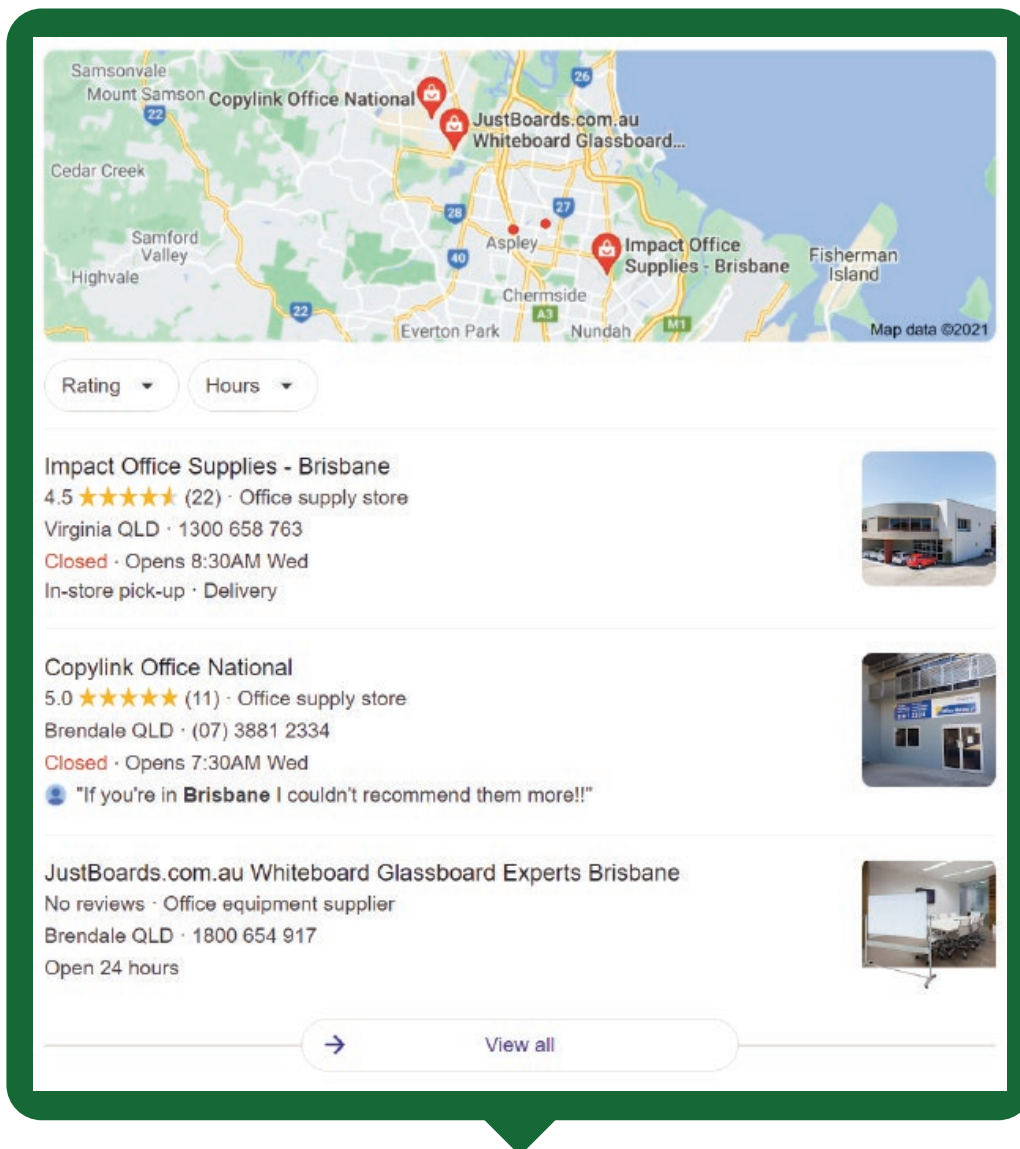 Samsonvale
Mount Samson
Copylink Office National
26
22
JustBoards.com.au
Whiteboard Glassboard...
Cedar Creek
28
27
Samford
Valley
Aspley
Impact Office
Supplies - Brisbane
Fisherman
Island
Highvale
40
Chermside
22
A3
Everton Park
Nundah
M1
Map data ©2021
Rating
Hours
Impact Office Supplies - Brisbane
4.5 ★★★★★ (22) · Office supply store
Virginia QLD · 1300 658 763
Closed · Opens 8:30AM Wed
In-store pick-up · Delivery
Copylink Office National
5.0 ★★★★★ (11) · Office supply store
Brendale QLD · (07) 3881 2334
Closed · Opens 7:30AM Wed
"If you're in Brisbane I couldn't recommend them more!!"
JustBoards.com.au Whiteboard Glassboard Experts Brisbane
No reviews · Office equipment supplier
Brendale QLD · 1800 654 917
Open 24 hours
→ View all